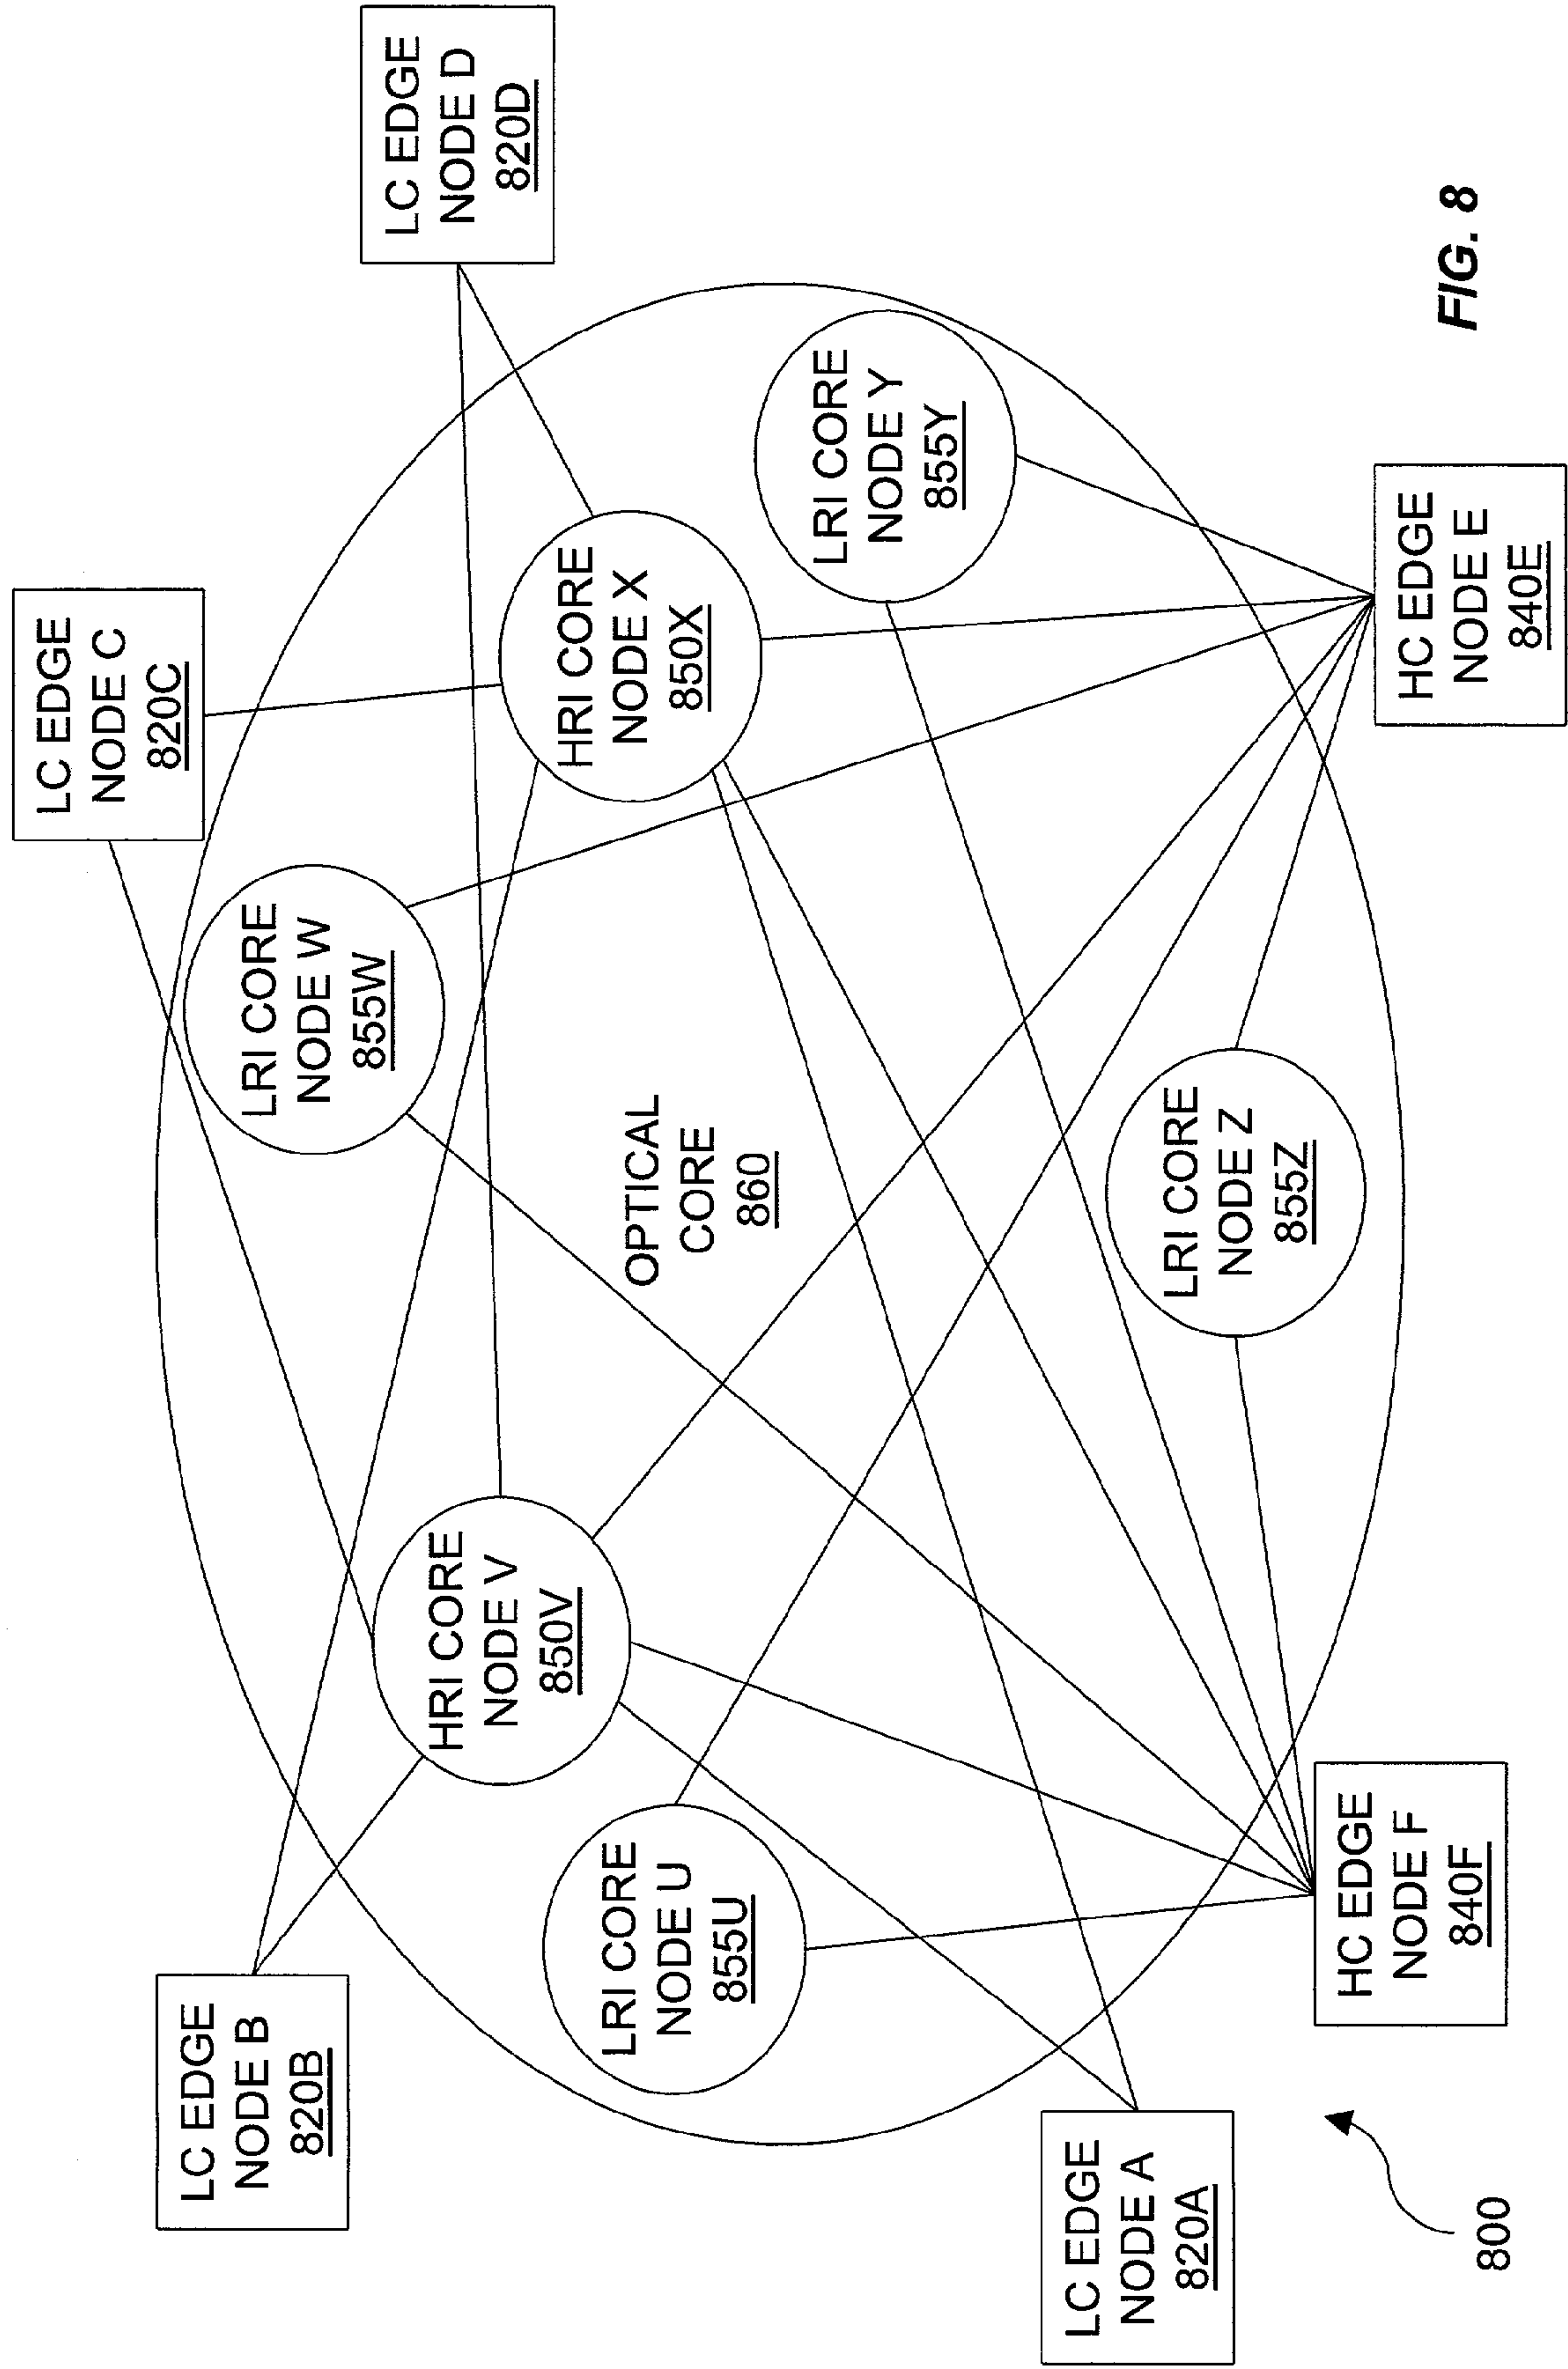 LC EDGE
NODE B
820B
LC EDGE
NODE C
820C
LC EDGE
NODE D
820D
LRI CORE
NODE W
855W
HRI CORE
NODE V
850V
HRI CORE
NODE X
850X
LRI CORE
NODE U
855U
OPTICAL
CORE
860
LRI CORE
NODE Y
855Y
LRI CORE
NODE Z
855Z
LC EDGE
NODE A
820A
HC EDGE
NODE F
840F
HC EDGE
NODE E
840E
800
FIG. 8